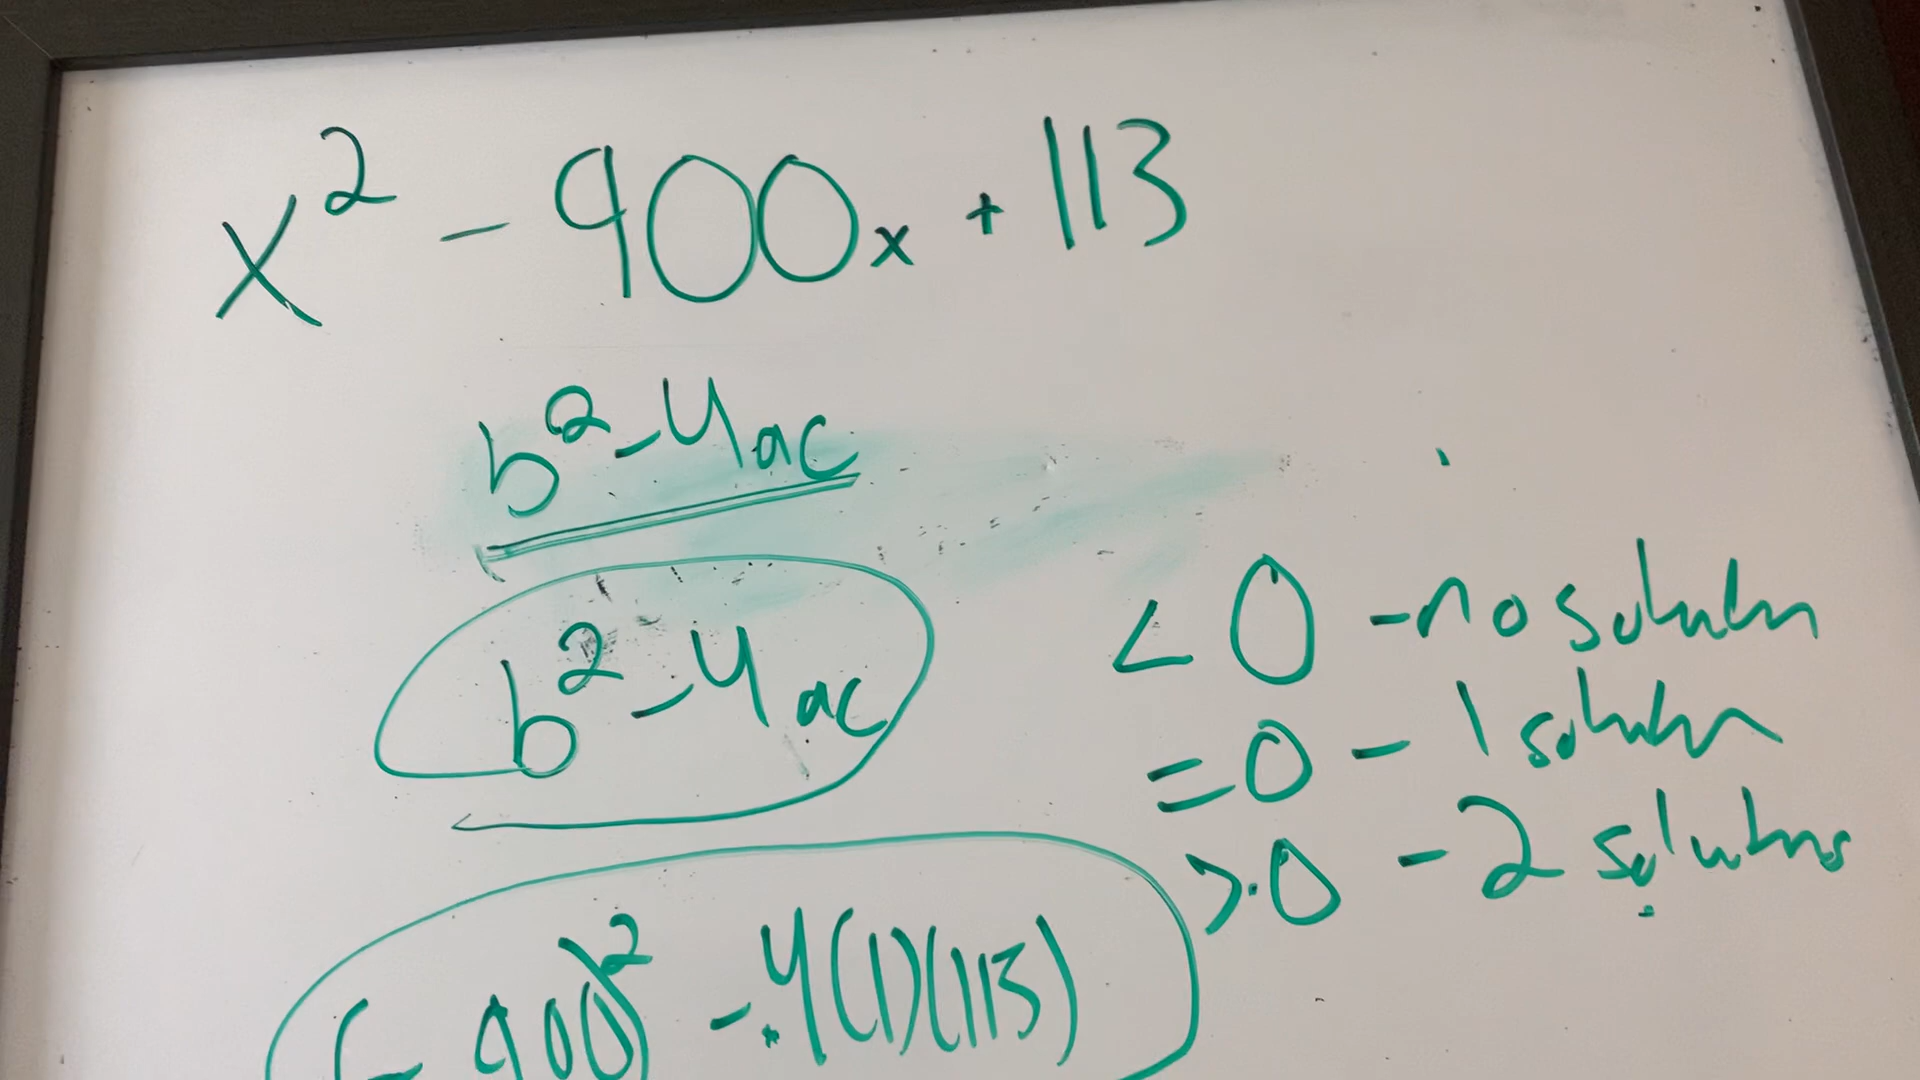 x² - 900x + 113
b² - 4ac
b² - 4ac
< 0 - no solution
= 0 - 1 solution
> 0 - 2 solutions
(-900)² - 4(1)(113)